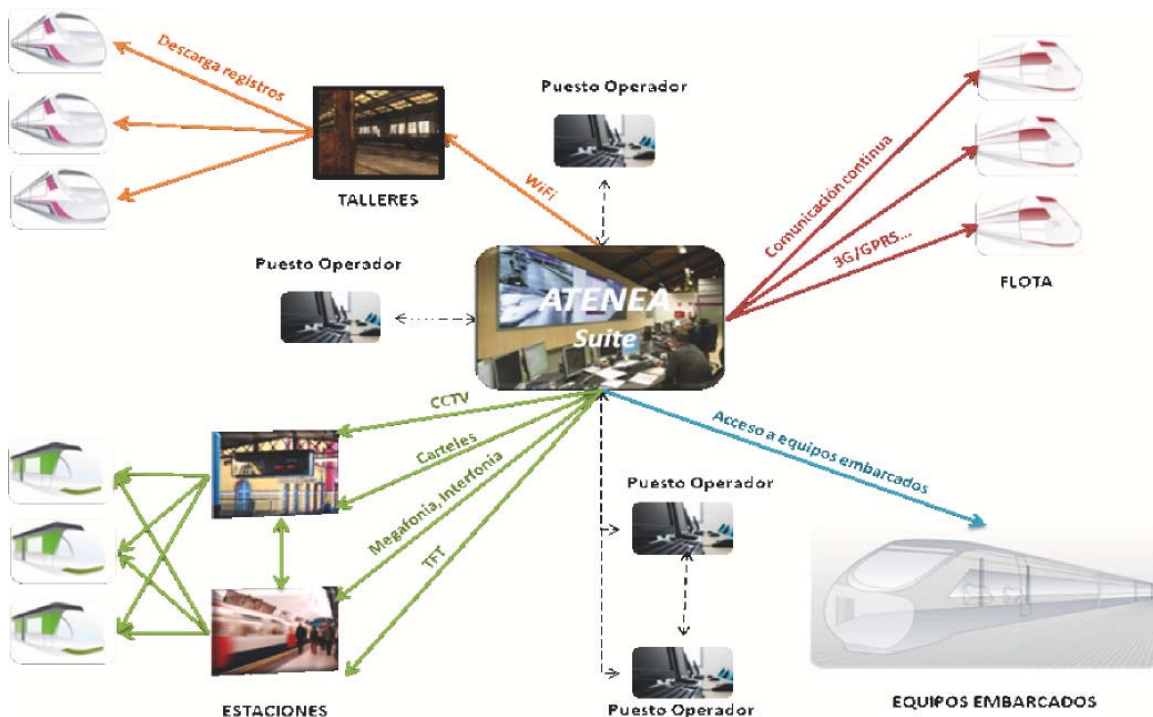 Descarga registros
Puesto Operador
Comunicación continua
WiFi
TALLERES
3G/GPRS...
Puesto Operador
FLOTA
ATENEA
Suite
CCTV
Carteles
Acceso a equipos embarcados
Megafonía, Interfonía
Puesto Operador
TFT
ESTACIONES
Puesto Operador
EQUIPOS EMBARCADOS